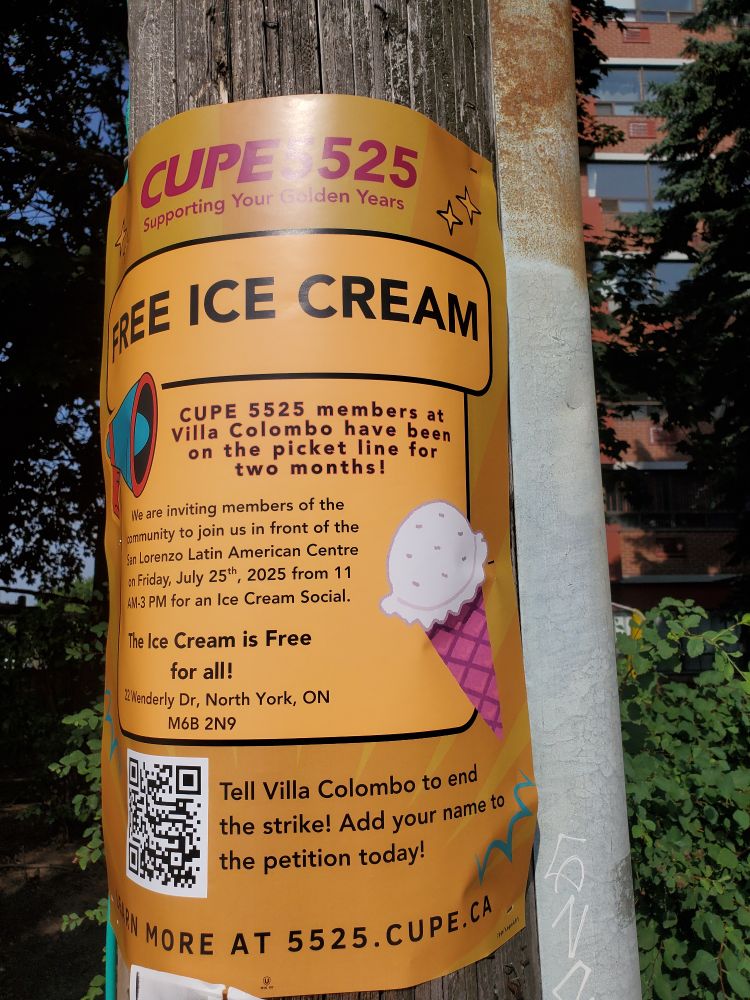 CUPE 5525
Supporting Your Golden Years
FREE ICE CREAM
CUPE 5525 members at
Villa Colombo have been
on the picket line for
two months!
We are inviting members of the
community to join us in front of the
San Lorenzo Latin American Centre
on Friday, July 25th, 2025 from 11
AM-3 PM for an Ice Cream Social.
The Ice Cream is Free
for all!
22 Wenderly Dr, North York, ON
M6B 2N9
Tell Villa Colombo to end
the strike! Add your name to
the petition today!
LEARN MORE AT 5525.CUPE.CA